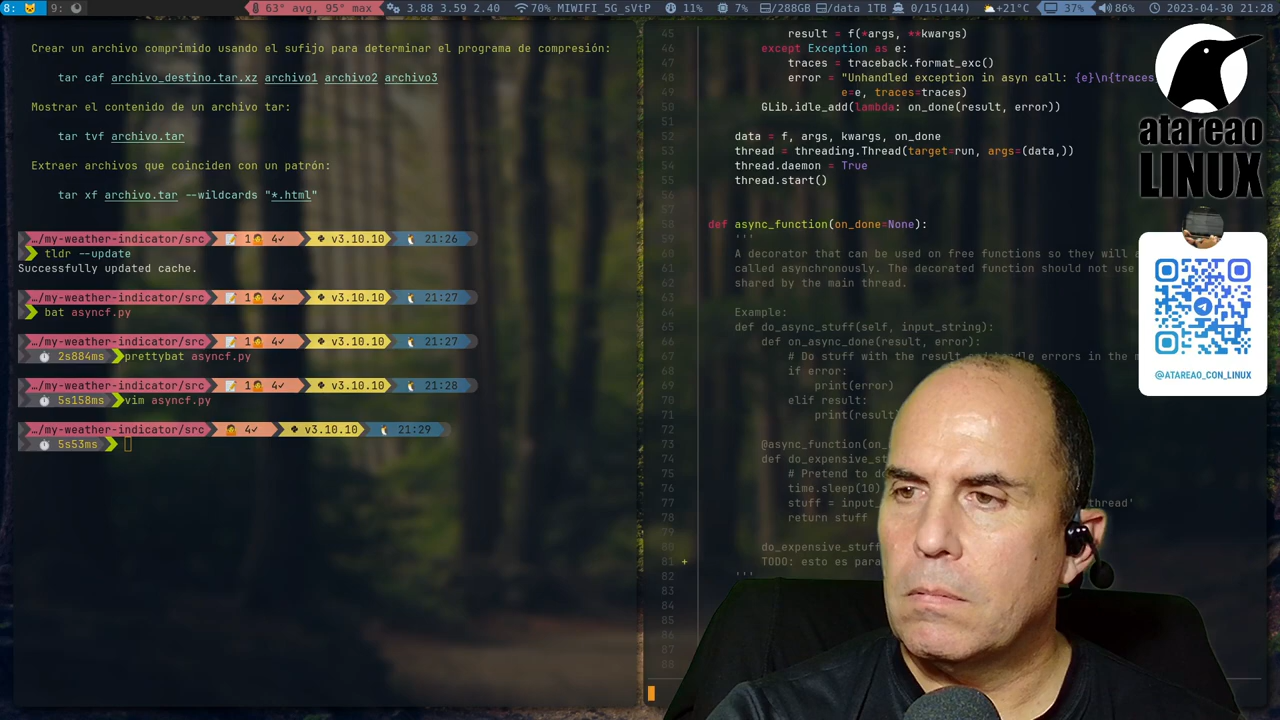 8: 9: 63° avg, 95° max 3.88 3.59 2.40 70% MIWIFI_5G_sVtP 11% 7% /288GB /data 1TB 0/15(144) +21°C 37% 86% 2023-04-30 21:28
Crear un archivo comprimido usando el sufijo para determinar el programa de compresión:
tar caf archivo_destino.tar.xz archivo1 archivo2 archivo3
Mostrar el contenido de un archivo tar:
tar tvf archivo.tar
Extraer archivos que coinciden con un patrón:
tar xf archivo.tar --wildcards "*.html"
…/my-weather-indicator/src 1 4✓ v3.10.10 21:26
tldr --update
Successfully updated cache.
…/my-weather-indicator/src 1 4✓ v3.10.10 21:27
bat asyncf.py
…/my-weather-indicator/src 1 4✓ v3.10.10 21:27
2s884ms prettybat asyncf.py
…/my-weather-indicator/src 1 4✓ v3.10.10 21:28
5s158ms vim asyncf.py
…/my-weather-indicator/src 4✓ v3.10.10 21:29
5s53ms
45 result = f(*args, **kwargs)
46 except Exception as e:
47 traces = traceback.format_exc()
48 error = "Unhandled exception in asyn call: {e}\n{traces
49 e=e, traces=traces)
50 GLib.idle_add(lambda: on_done(result, error))
51
52 data = f, args, kwargs, on_done
53 thread = threading.Thread(target=run, args=(data,))
54 thread.daemon = True
55 thread.start()
56
57
58 def async_function(on_done=None):
59 '''
60 A decorator that can be used on free functions so they will
61 called asynchronously. The decorated function should not use
62 shared by the main thread.
63
64 Example:
65 def do_async_stuff(self, input_string):
66 def on_async_done(result, error):
67 # Do stuff with the result and handle errors in the
68 if error:
69 print(error)
70 elif result:
71 print(result)
72
73 @async_function(on_
74 def do_expensive_st
75 # Pretend to do
76 time.sleep(10)
77 stuff = input_ thread'
78 return stuff
79
80 do_expensive_stuff
81 + TODO: esto es para
82 '''
83
84
85
86
87
88
atareao
LINUX
@ATAREAO_CON_LINUX